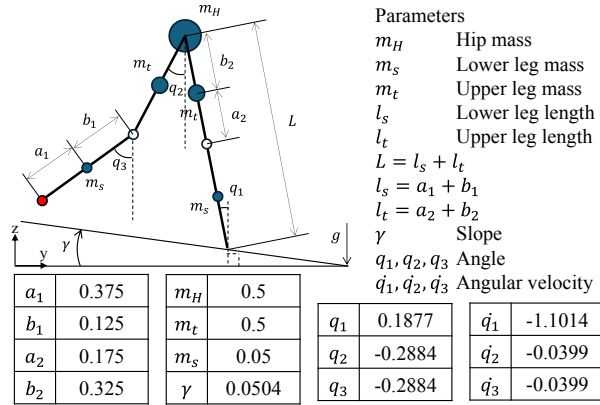 m_H
m_t
b_2
q_2
m_t
b_1
a_2
L
a_1
q_3
m_s
q_1
m_s
z
γ
g
y
Parameters
m_H Hip mass
m_s Lower leg mass
m_t Upper leg mass
l_s Lower leg length
l_t Upper leg length
L = l_s + l_t
l_s = a_1 + b_1
l_t = a_2 + b_2
γ Slope
q_1, q_2, q_3 Angle
q̇_1, q̇_2, q̇_3 Angular velocity
a_1 0.375
b_1 0.125
a_2 0.175
b_2 0.325
m_H 0.5
m_t 0.5
m_s 0.05
γ 0.0504
q_1 0.1877
q_2 -0.2884
q_3 -0.2884
q̇_1 -1.1014
q̇_2 -0.0399
q̇_3 -0.0399